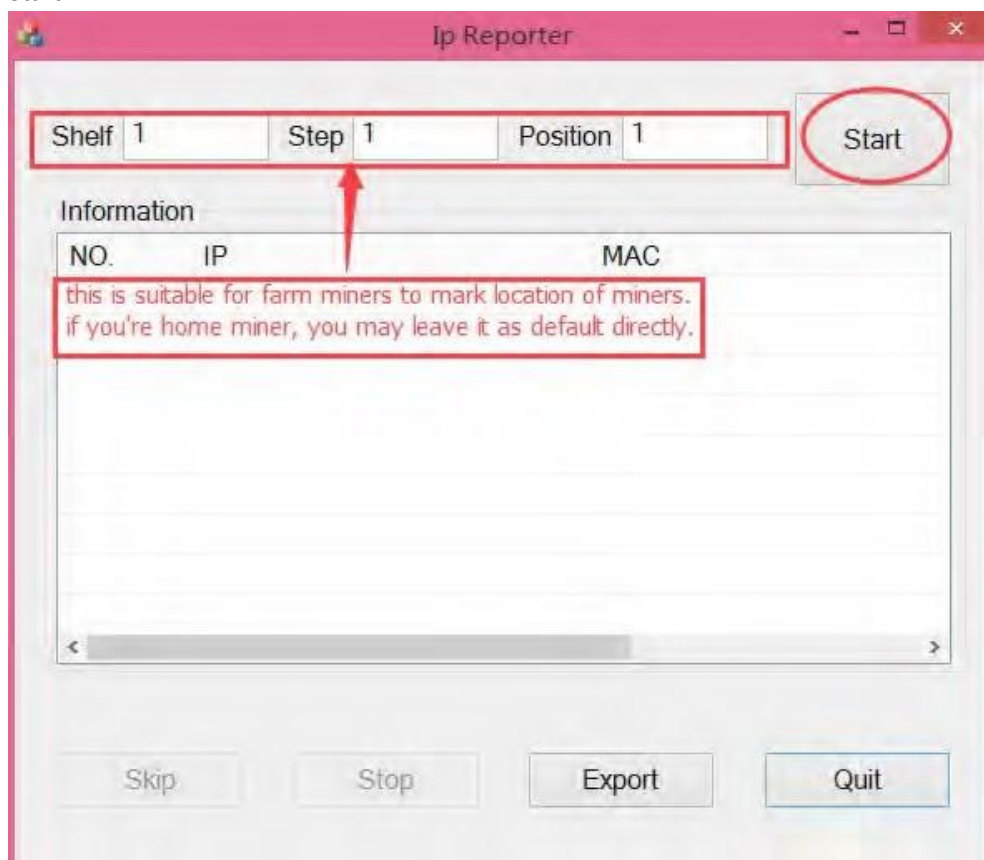 Ip Reporter
Shelf 1 Step 1 Position 1 Start
Information
NO. IP MAC
this is suitable for farm miners to mark location of miners.
if you're home miner, you may leave it as default directly.
Skip Stop Export Quit